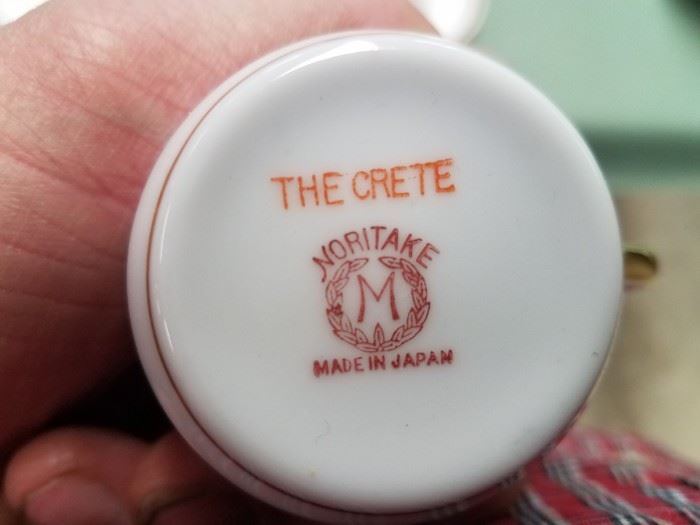 THE CRETE
NORITAKE
M
MADE IN JAPAN